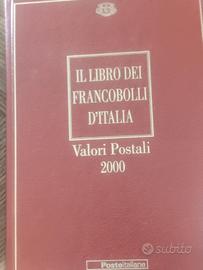 IL LIBRO DEI
FRANCOBOLLI
D'ITALIA
Valori Postali
2000
Posteitaliane
subito